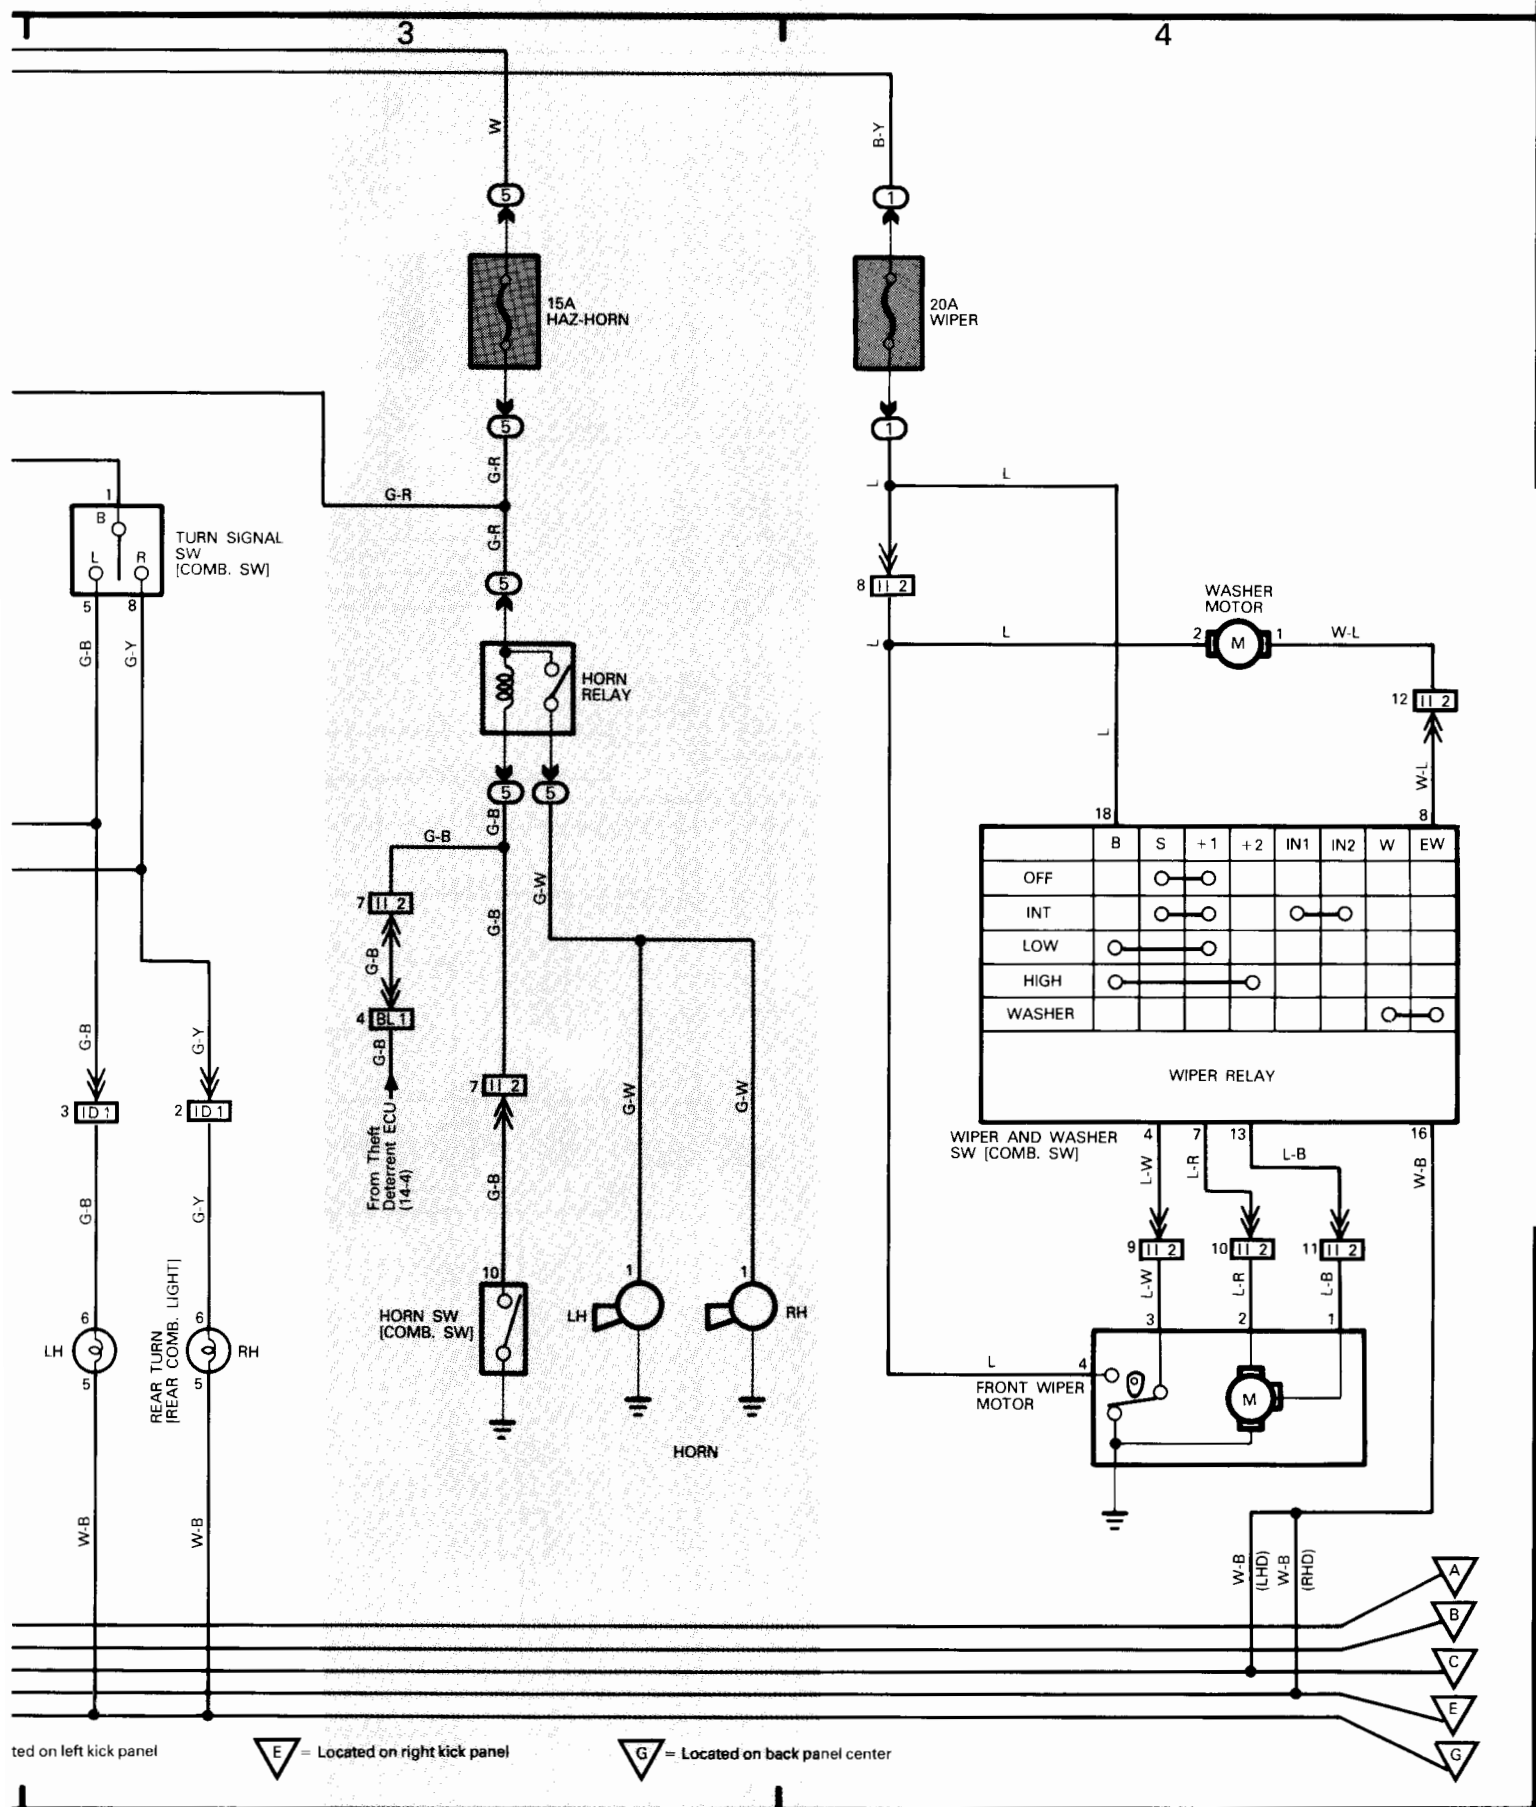 3
4
W
B-Y
5
1
15A
HAZ-HORN
20A
WIPER
5
1
G-R
L
L
G-R
1
B
TURN SIGNAL
SW
[COMB. SW]
L
R
G-R
5
8 II 2
5
8
WASHER
MOTOR
G-B
G-Y
L
L
2
M
1
W-L
HORN
RELAY
12 II 2
L
W-L
5
5
G-B
G-B
18
8
B
S
+1
+2
IN1
IN2
W
EW
OFF
INT
LOW
HIGH
WASHER
WIPER RELAY
G-W
7 II 2
G-B
G-B
4 BL 1
G-B
From Theft
Deterrent ECU
(14-4)
G-B
G-Y
7 II 2
G-W
G-W
3 ID 1
2 ID 1
WIPER AND WASHER
SW [COMB. SW]
4
7
13
16
L-W
L-R
L-B
W-B
G-B
G-Y
G-B
9 II 2
10 II 2
11 II 2
L-W
L-R
L-B
10
1
1
HORN SW
[COMB. SW]
LH
RH
3
2
1
6
6
LH
RH
5
5
REAR TURN
[REAR COMB. LIGHT]
L
4
FRONT WIPER
MOTOR
M
HORN
W-B
W-B
W-B
(LHD)
W-B
(RHD)
A
B
C
E
G
ted on left kick panel
E = Located on right kick panel
G = Located on back panel center